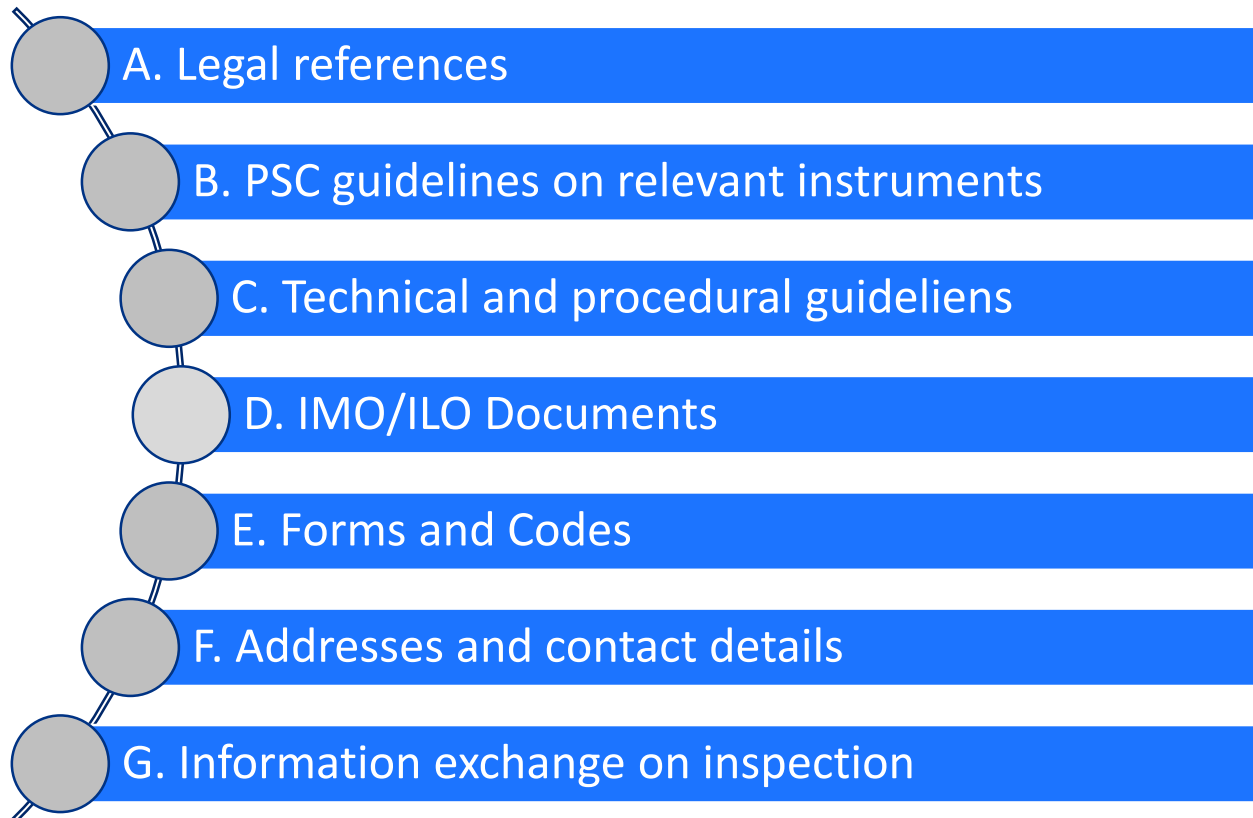 A. Legal references
B. PSC guidelines on relevant instruments
C. Technical and procedural guideliens
D. IMO/ILO Documents
E. Forms and Codes
F. Addresses and contact details
G. Information exchange on inspection